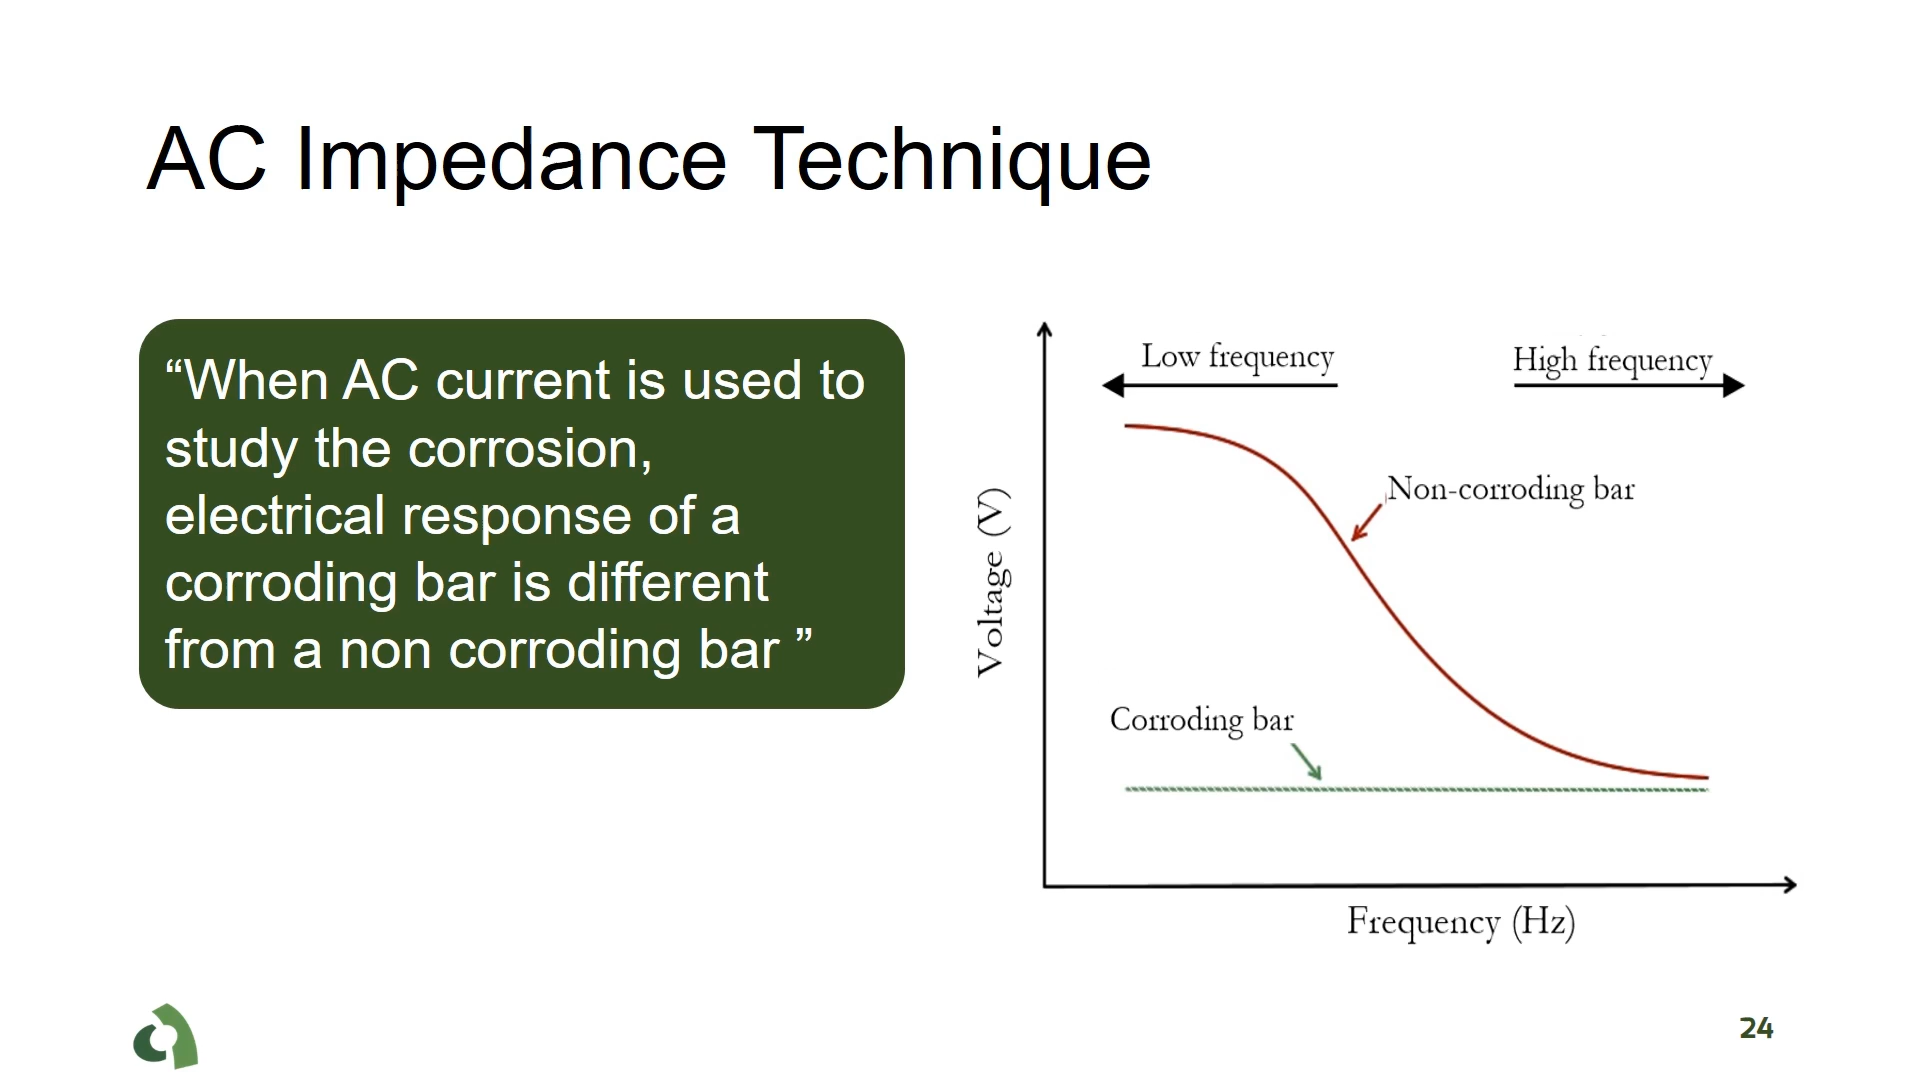 AC Impedance Technique
“When AC current is used to
study the corrosion,
electrical response of a
corroding bar is different
from a non corroding bar ”
Low frequency
High frequency
Non-corroding bar
Voltage (V)
Corroding bar
Frequency (Hz)
24